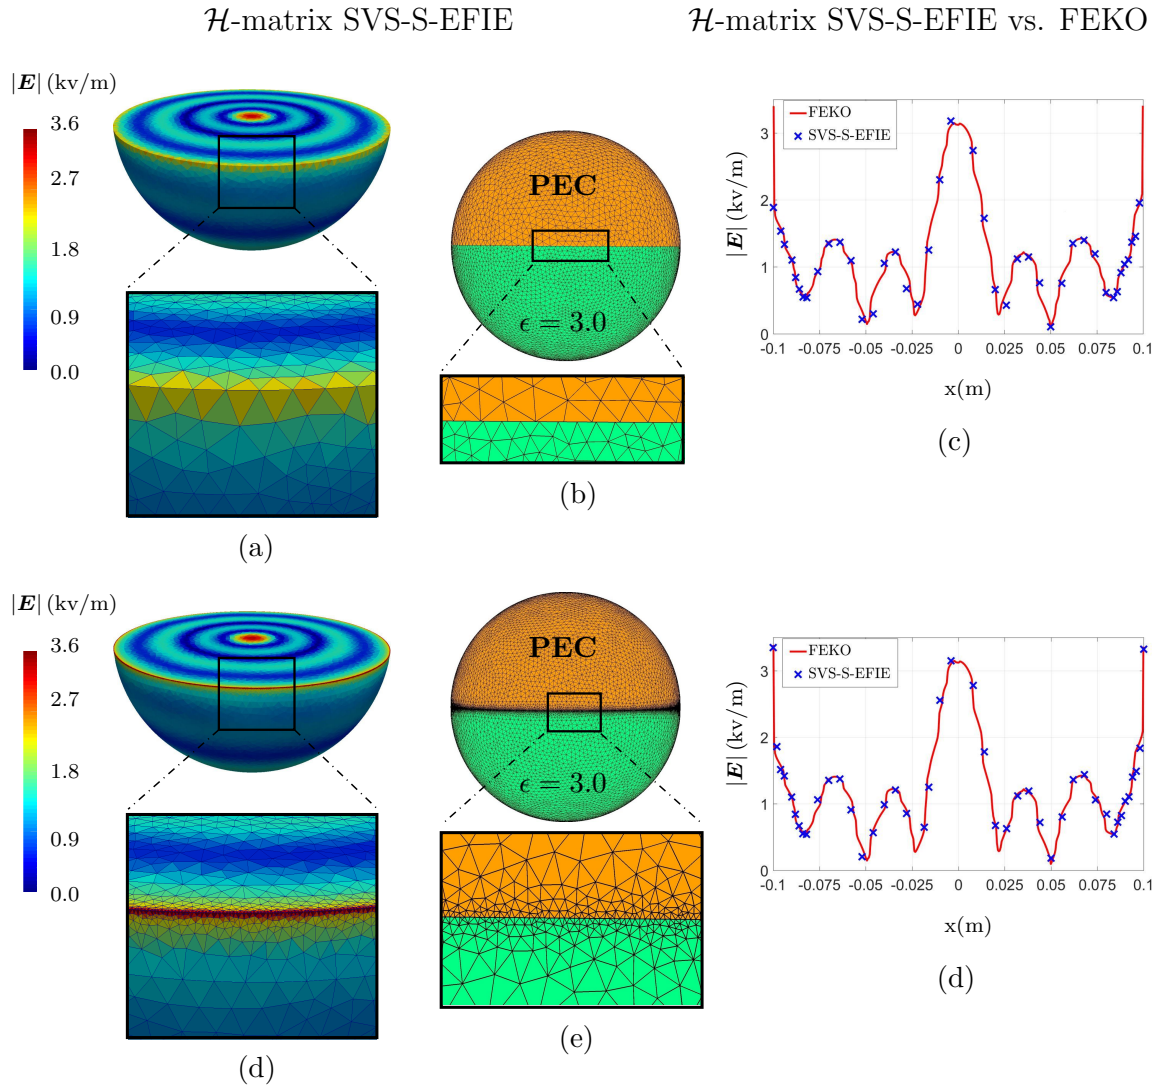 ℋ-matrix SVS-S-EFIE
ℋ-matrix SVS-S-EFIE vs. FEKO
|E| (kv/m)
3.6
2.7
1.8
0.9
0.0
(a)
PEC
ϵ = 3.0
(b)
FEKO
SVS-S-EFIE
|E| (kv/m)
3
2
1
0
-0.1 -0.075 -0.05 -0.025 0 0.025 0.05 0.075 0.1
x(m)
(c)
|E| (kv/m)
3.6
2.7
1.8
0.9
0.0
(d)
PEC
ϵ = 3.0
(e)
FEKO
SVS-S-EFIE
|E| (kv/m)
3
2
1
0
-0.1 -0.075 -0.05 -0.025 0 0.025 0.05 0.075 0.1
x(m)
(d)